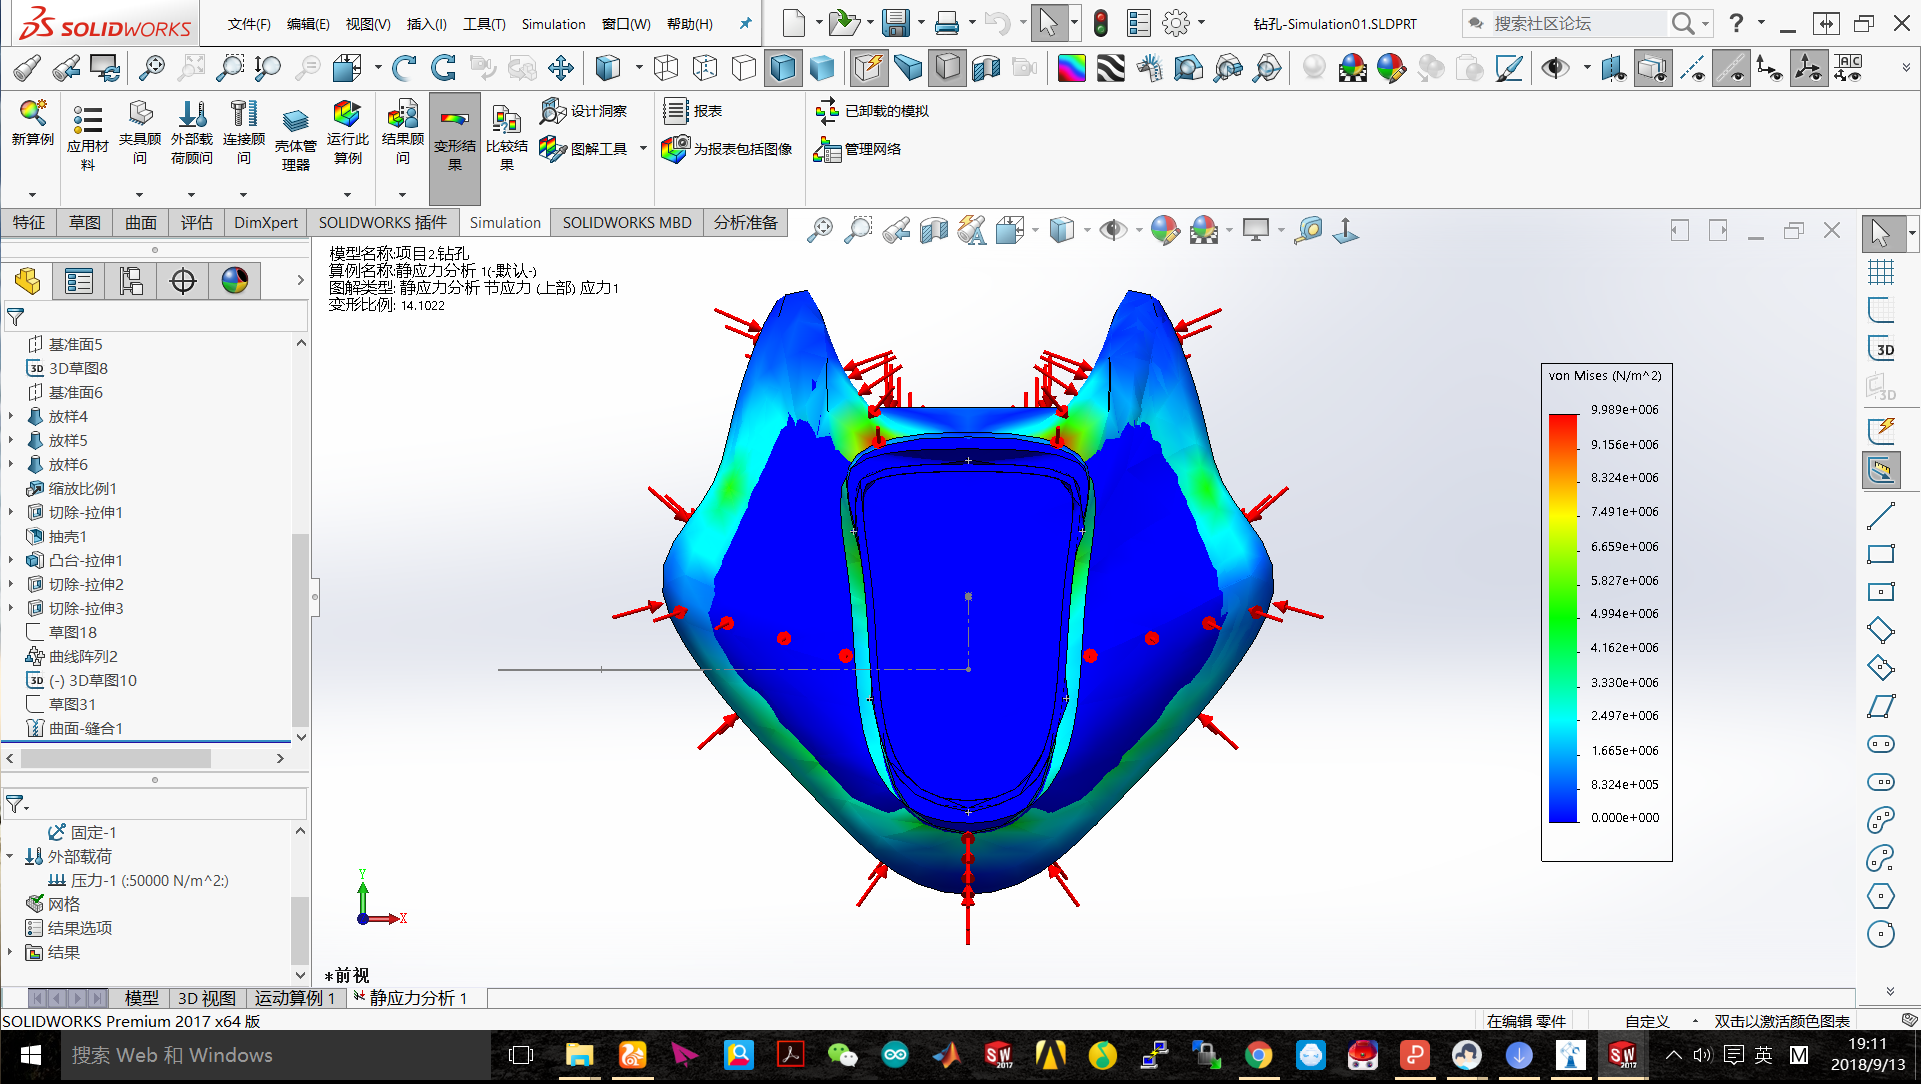 SOLIDWORKS
文件(F) 编辑(E) 视图(V) 插入(I) 工具(T) Simulation 窗口(W) 帮助(H)
钻孔-Simulation01.SLDPRT
搜索社区论坛
新算例
应用材料
夹具顾问
外部载荷顾问
连接顾问
壳体管理器
运行此算例
结果顾问
变形结果
比较结果
设计洞察
图解工具
报表
为报表包括图像
已卸载的模拟
管理网络
特征 草图 曲面 评估 DimXpert SOLIDWORKS 插件 Simulation SOLIDWORKS MBD 分析准备
模型名称:项目2.钻孔
算例名称:静应力分析 1(-默认-)
图解类型: 静应力分析 节应力 (上部) 应力1
变形比例: 14.1022
基准面5
3D草图8
基准面6
放样4
放样5
放样6
缩放比例1
切除-拉伸1
抽壳1
凸台-拉伸1
切除-拉伸2
切除-拉伸3
草图18
曲线阵列2
(-) 3D草图10
草图31
曲面-缝合1
固定-1
外部载荷
压力-1 (:50000 N/m^2:)
网格
结果选项
结果
von Mises (N/m^2)
9.989e+006
9.156e+006
8.324e+006
7.491e+006
6.659e+006
5.827e+006
4.994e+006
4.162e+006
3.330e+006
2.497e+006
1.665e+006
8.324e+005
0.000e+000
3D
3D
Y
X
*前视
模型 3D 视图 运动算例 1 静应力分析 1
SOLIDWORKS Premium 2017 x64 版
在编辑 零件 自定义 双击以激活颜色图表
搜索 Web 和 Windows
英 M
19:11
2018/9/13